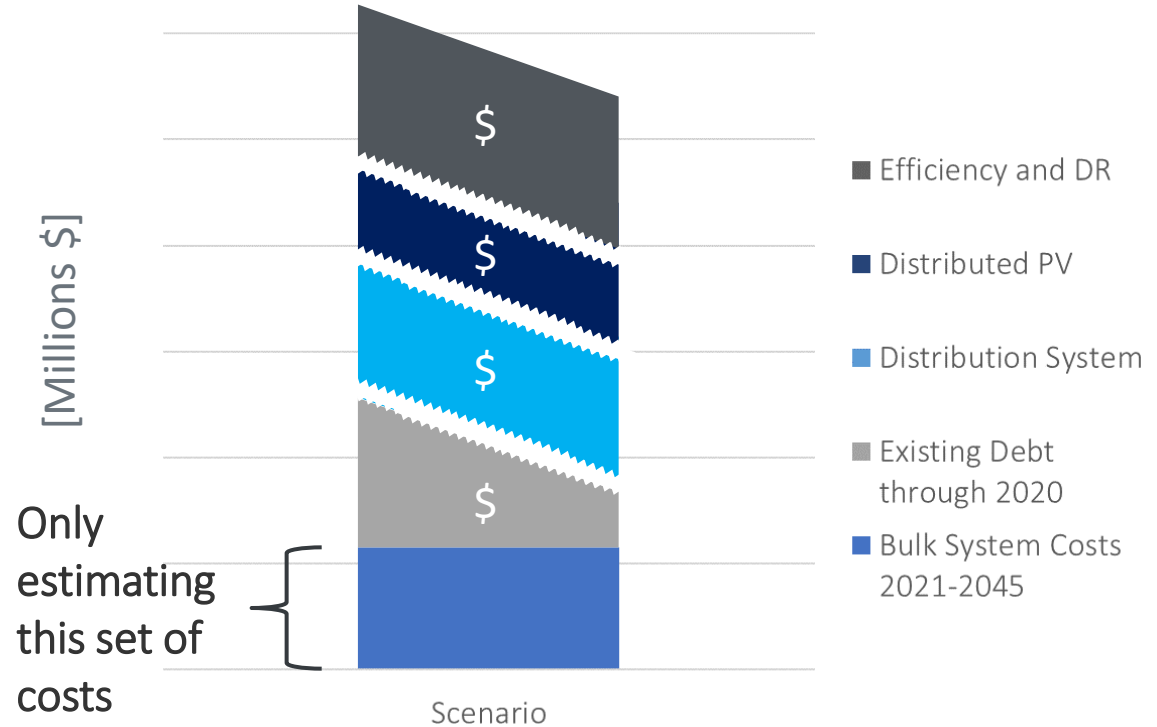 [Millions $]
$
$
$
$
Only
estimating
this set of
costs
Scenario
Efficiency and DR
Distributed PV
Distribution System
Existing Debt
through 2020
Bulk System Costs
2021-2045